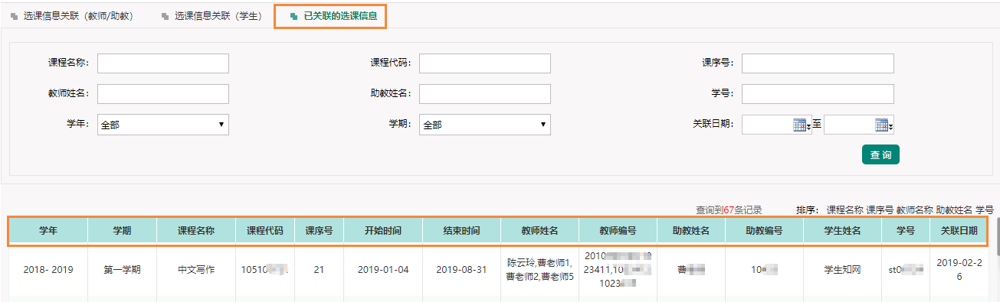 选课信息关联（教师/助教） 选课信息关联（学生） 已关联的选课信息
课程名称： 课程代码： 课序号：
教师姓名： 助教姓名： 学号：
学年： 全部 学期： 全部 关联日期： 至
查 询
查询到67条记录 排序： 课程名称 课序号 教师名称 助教姓名 学号
学年 学期 课程名称 课程代码 课序号 开始时间 结束时间 教师姓名 教师编号 助教姓名 助教编号 学生姓名 学号 关联日期
2018- 2019 第一学期 中文写作 10510 21 2019-01-04 2019-08-31 陈云玲,曹老师1,曹老师2,曹老师5 2010 23411,10 1023 曹 10 学生知网 st0 2019-02-26